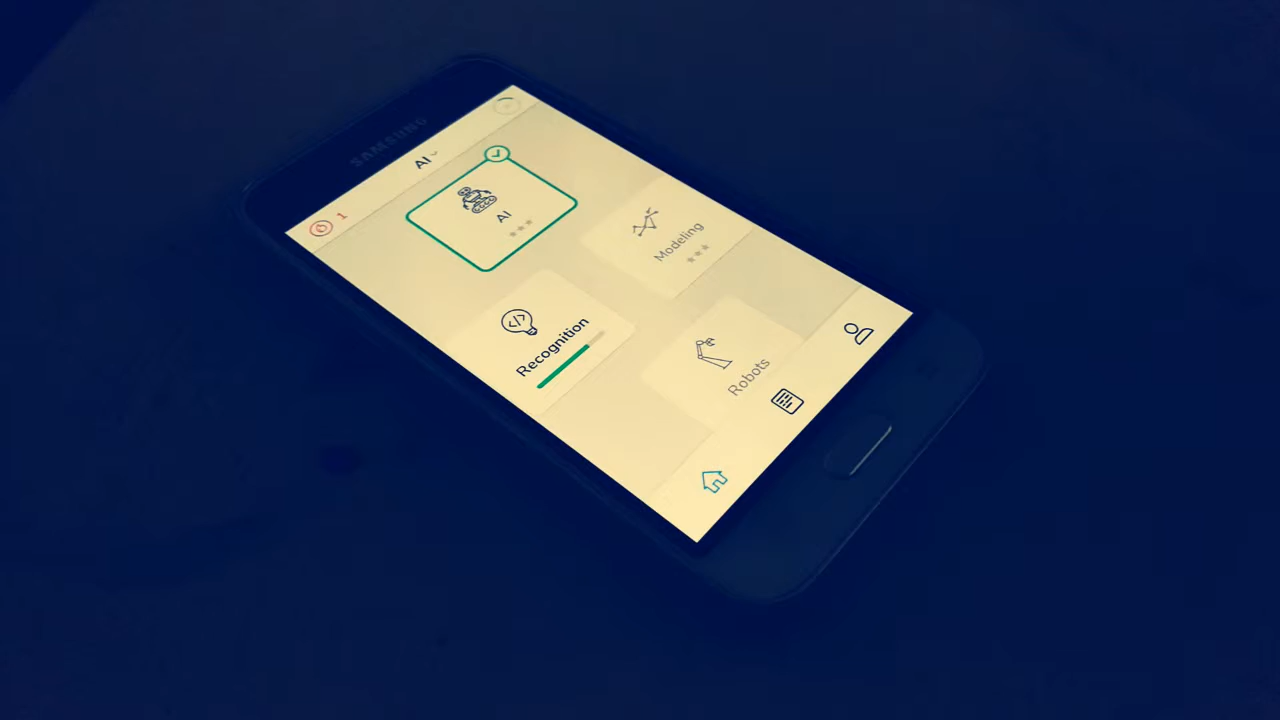 SAMSUNG
AI
1
AI
Modeling
Recognition
Robots